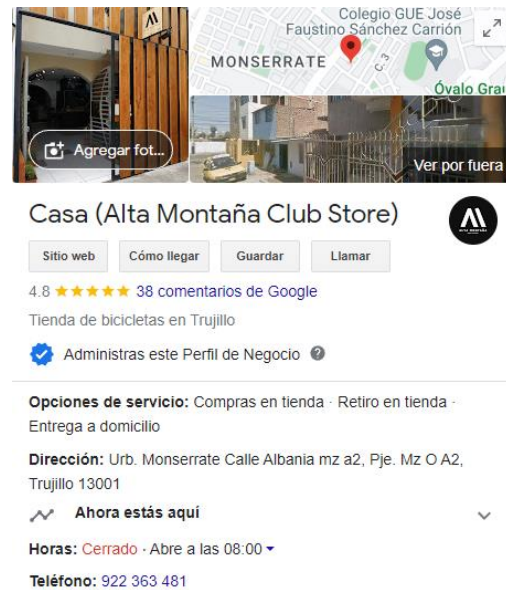 Colegio GUE José
Faustino Sánchez Carrión
MONSERRATE
C. 3
Óvalo Grau
Agregar fot...
Ver por fuera
Casa (Alta Montaña Club Store)
Sitio web
Cómo llegar
Guardar
Llamar
4.8 ★★★★★ 38 comentarios de Google
Tienda de bicicletas en Trujillo
Administras este Perfil de Negocio
Opciones de servicio: Compras en tienda · Retiro en tienda ·
Entrega a domicilio
Dirección: Urb. Monserrate Calle Albania mz a2, Pje. Mz O A2,
Trujillo 13001
Ahora estás aquí
Horas: Cerrado · Abre a las 08:00
Teléfono: 922 363 481